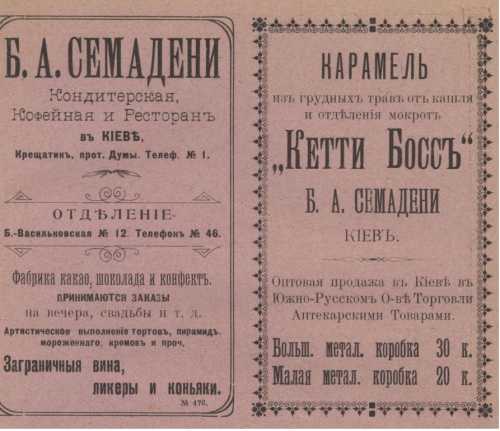 Б. А. СЕМАДЕНИ
Кондитерская,
Кофейная и Ресторанъ
въ КІЕВѢ,
Крещатикъ, прот. Думы. Телеф. № 1.
ОТДѢЛЕНІЕ-
Б.-Васильковская № 12. Телефонъ № 46.
Фабрика какао, шоколада и конфектъ.
ПРИНИМАЮТСЯ ЗАКАЗЫ
на вечера, свадьбы и т. д.
Артистическое выполненіе тортовъ, пирамидъ,
мороженнаго, кремовъ и проч.
Заграничныя вина,
ликеры и коньяки.
№ 476.
КАРАМЕЛЬ
изъ грудныхъ травъ отъ кашля
и отдѣленія мокротъ
„Кетти Боссъ“
Б. А. СЕМАДЕНИ
КІЕВЪ.
Оптовая продажа въ Кіевѣ въ
Южно-Русскомъ О-вѣ Торговли
Аптекарскими Товарами.
Больш. метал. коробка 30 к.
Малая метал. коробка 20 к.